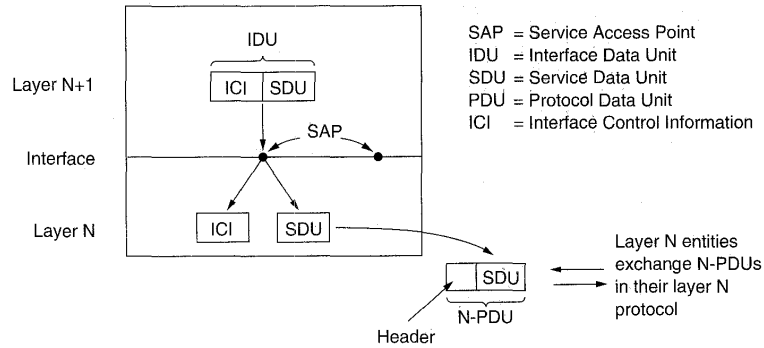 IDU
Layer N+1
ICI SDU
SAP
Interface
Layer N
ICI SDU
SAP = Service Access Point
IDU = Interface Data Unit
SDU = Service Data Unit
PDU = Protocol Data Unit
ICI = Interface Control Information
SDU
N-PDU
Header
Layer N entities
exchange N-PDUs
in their layer N
protocol